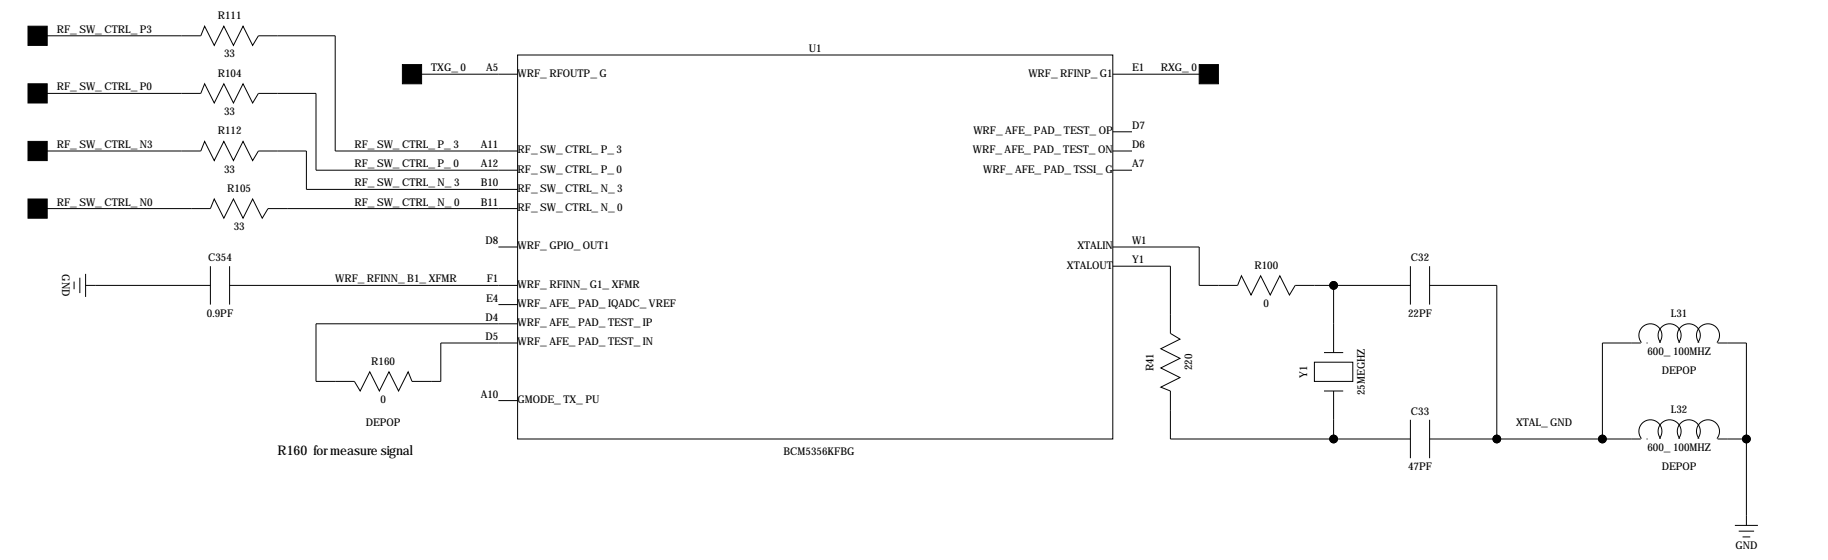 R111
RF_SW_CTRL_P3
33
U1
R104
TXG_0 A5 WRF_RFOUTP_G
WRF_RFINP_G1 E1 RXG_0
RF_SW_CTRL_P0
33
R112
WRF_AFE_PAD_TEST_OP D7
RF_SW_CTRL_N3
RF_SW_CTRL_P_3 A11 RF_SW_CTRL_P_3
WRF_AFE_PAD_TEST_ON D6
33
RF_SW_CTRL_P_0 A12 RF_SW_CTRL_P_0
WRF_AFE_PAD_TSSI_G A7
R105
RF_SW_CTRL_N_3 B10 RF_SW_CTRL_N_3
RF_SW_CTRL_N0
RF_SW_CTRL_N_0 B11 RF_SW_CTRL_N_0
33
D8 WRF_GPIO_OUT1
XTALIN W1
C354
XTALOUT Y1
R100
C32
GND
WRF_RFINN_B1_XFMR F1 WRF_RFINN_G1_XFMR
0.9PF
E4 WRF_AFE_PAD_IQADC_VREF
0
22PF
D4 WRF_AFE_PAD_TEST_IP
L31
D5 WRF_AFE_PAD_TEST_IN
600_100MHZ
R160
R41
220
Y1
25MEGHZ
DEPOP
0
A10 GMODE_TX_PU
C33
L32
DEPOP
XTAL_GND
R160 for measure signal
BCM5356KFBG
600_100MHZ
47PF
DEPOP
GND